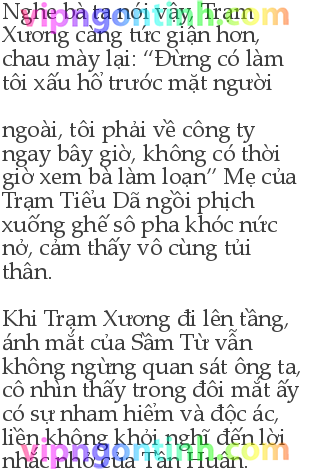 Nghe bà ta nói vậy, Trạm
Xương càng tức giận hơn,
chau mày lại: “Đừng có làm
tôi xấu hổ trước mặt người
ngoài, tôi phải về công ty
ngay bây giờ, không có thời
giờ xem bà làm loạn” Mẹ của
Trạm Tiểu Dã ngồi phịch
xuống ghế sô pha khóc nức
nở, cảm thấy vô cùng tủi
thân.
Khi Trạm Xương đi lên tầng,
ánh mắt của Sầm Từ vẫn
không ngừng quan sát ông ta,
cô nhìn thấy trong đôi mắt ấy
có sự nham hiểm và độc ác,
liền không khỏi nghĩ đến lời
nhắc nhở của Tần Huân.
vipngontinh.com
vipngontinh.com